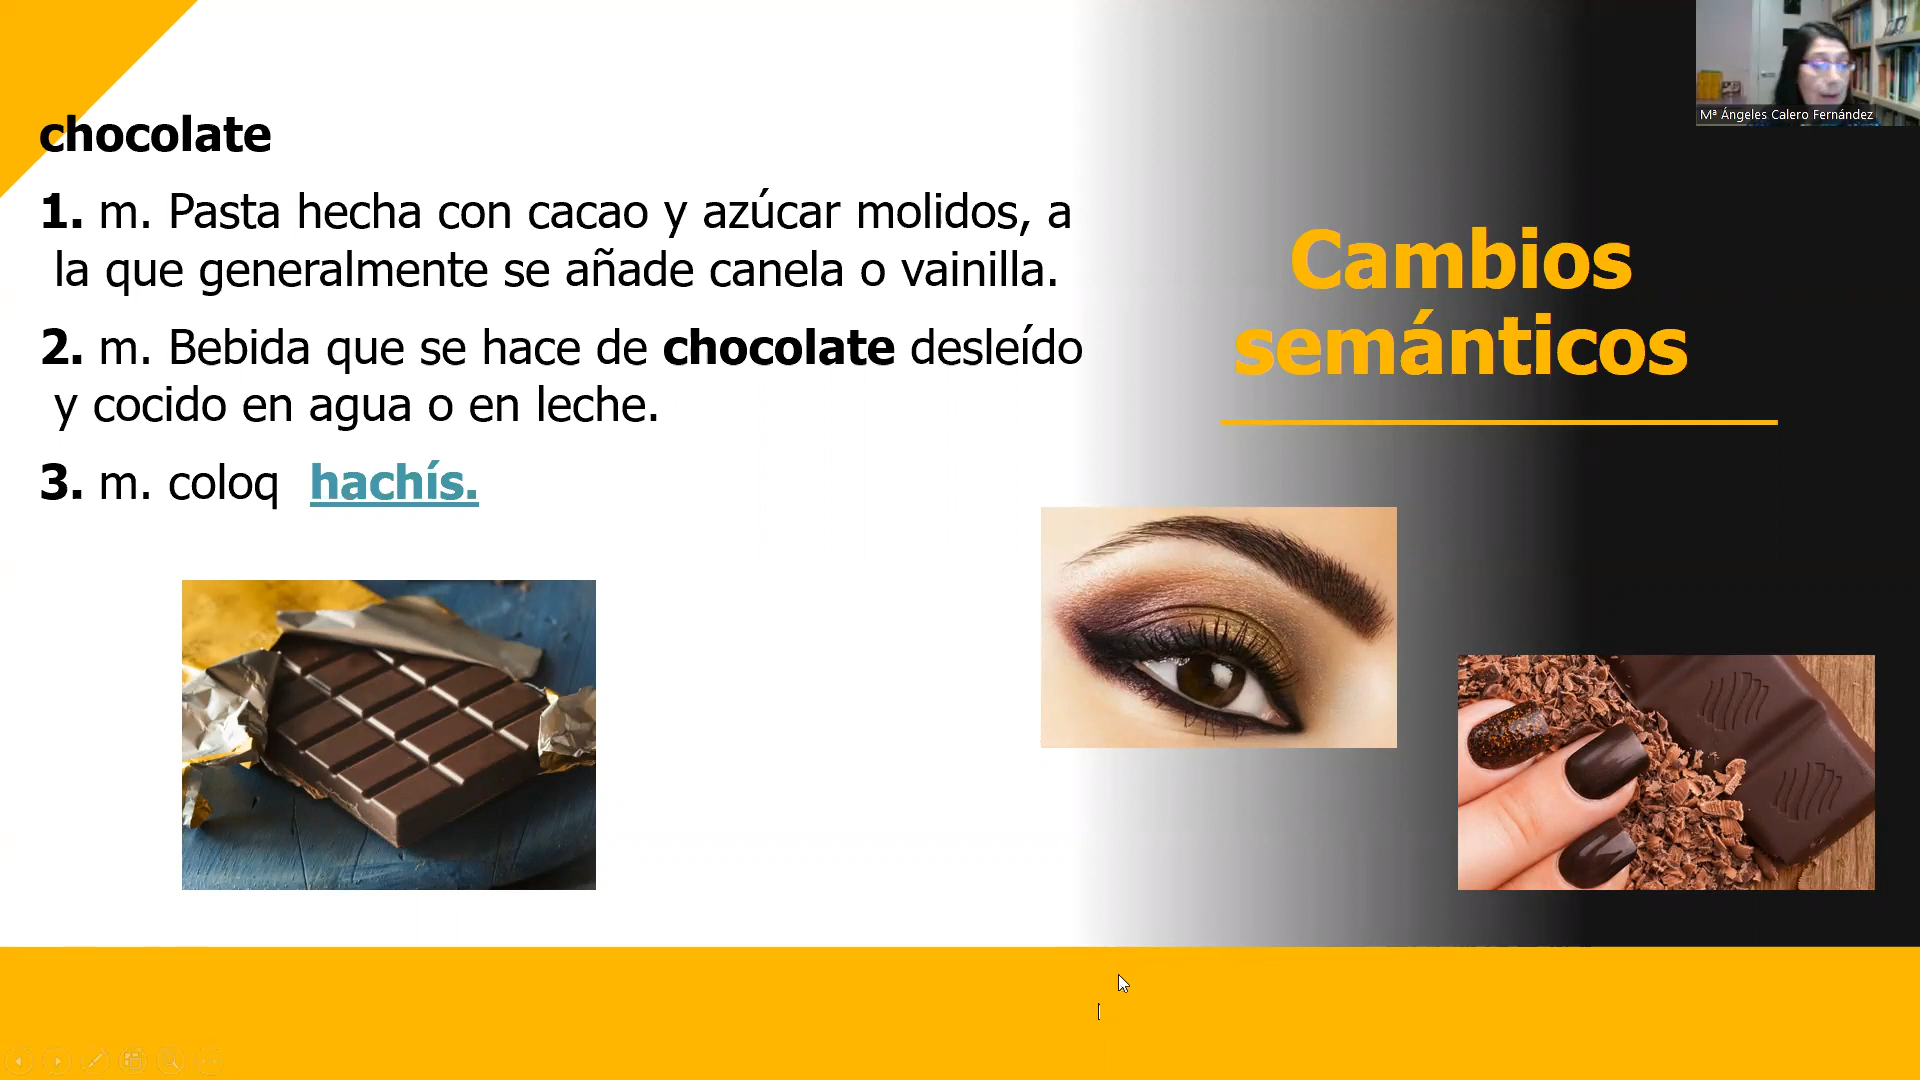 chocolate
1. m. Pasta hecha con cacao y azúcar molidos, a
la que generalmente se añade canela o vainilla.
2. m. Bebida que se hace de chocolate desleído
y cocido en agua o en leche.
3. m. coloq hachís.
Cambios
semánticos
Mª Ángeles Calero Fernández